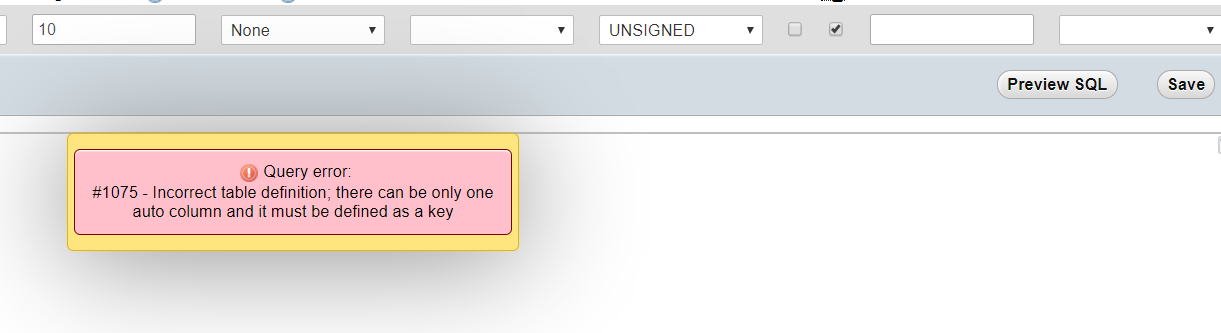 10 None UNSIGNED
Preview SQL Save
Query error:
#1075 - Incorrect table definition; there can be only one
auto column and it must be defined as a key